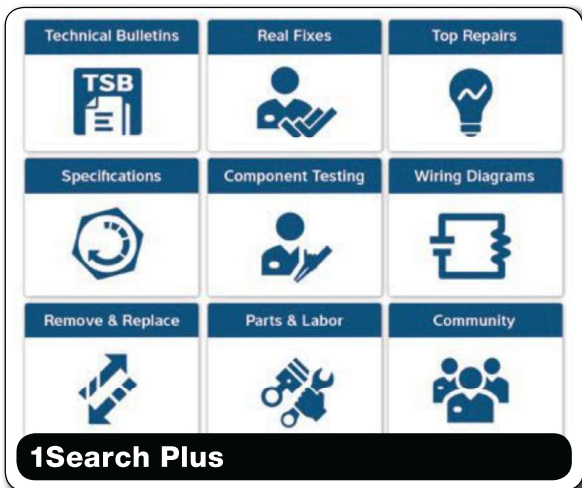 Technical Bulletins
Real Fixes
Top Repairs
TSB
Specifications
Component Testing
Wiring Diagrams
Remove & Replace
Parts & Labor
Community
1Search Plus